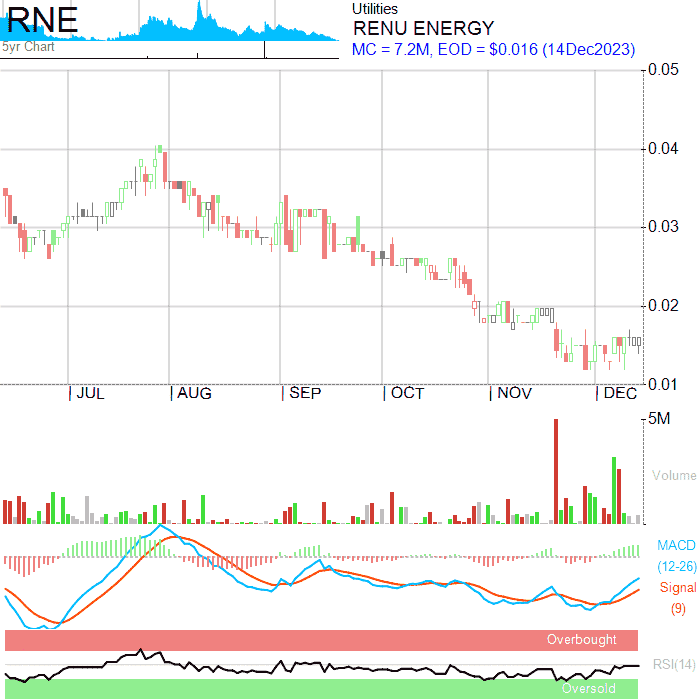 RNE
5yr Chart
Utilities
RENU ENERGY
MC = 7.2M, EOD = $0.016 (14Dec2023)
0.05
0.04
0.03
0.02
0.01
JUL AUG SEP OCT NOV DEC
5M
Volume
MACD
(12-26)
Signal
(9)
Overbought
RSI(14)
Oversold